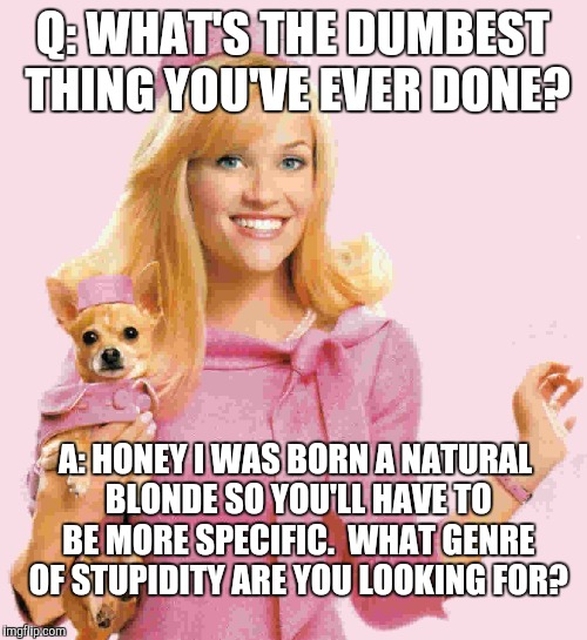 Q: WHAT'S THE DUMBEST
THING YOU'VE EVER DONE?
A: HONEY I WAS BORN A NATURAL
BLONDE SO YOU'LL HAVE TO
BE MORE SPECIFIC.  WHAT GENRE
OF STUPIDITY ARE YOU LOOKING FOR?
imgflip.com